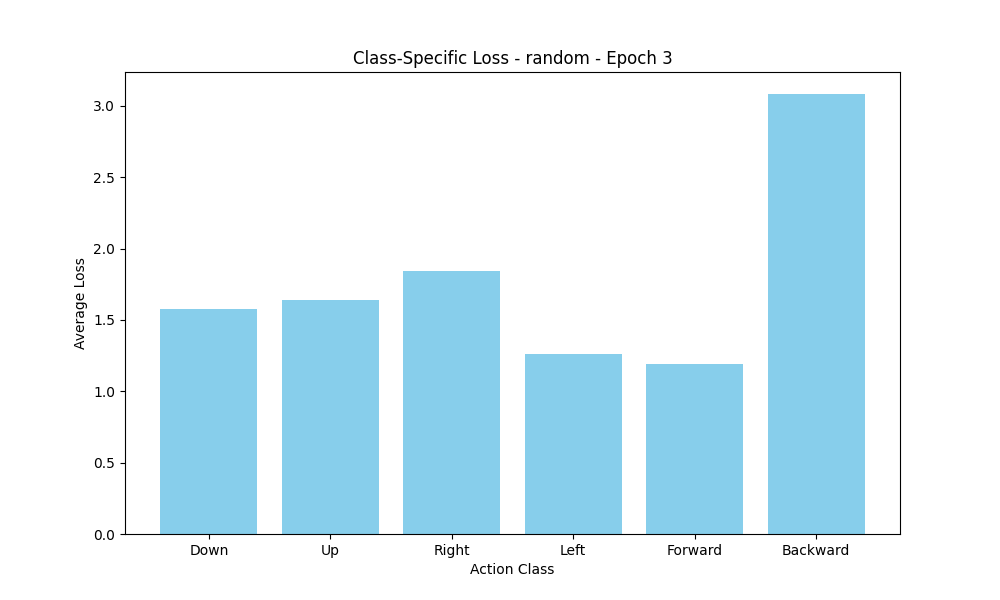 Class-Specific Loss - random - Epoch 3
Average Loss
3.0
2.5
2.0
1.5
1.0
0.5
0.0
Down Up Right Left Forward Backward
Action Class